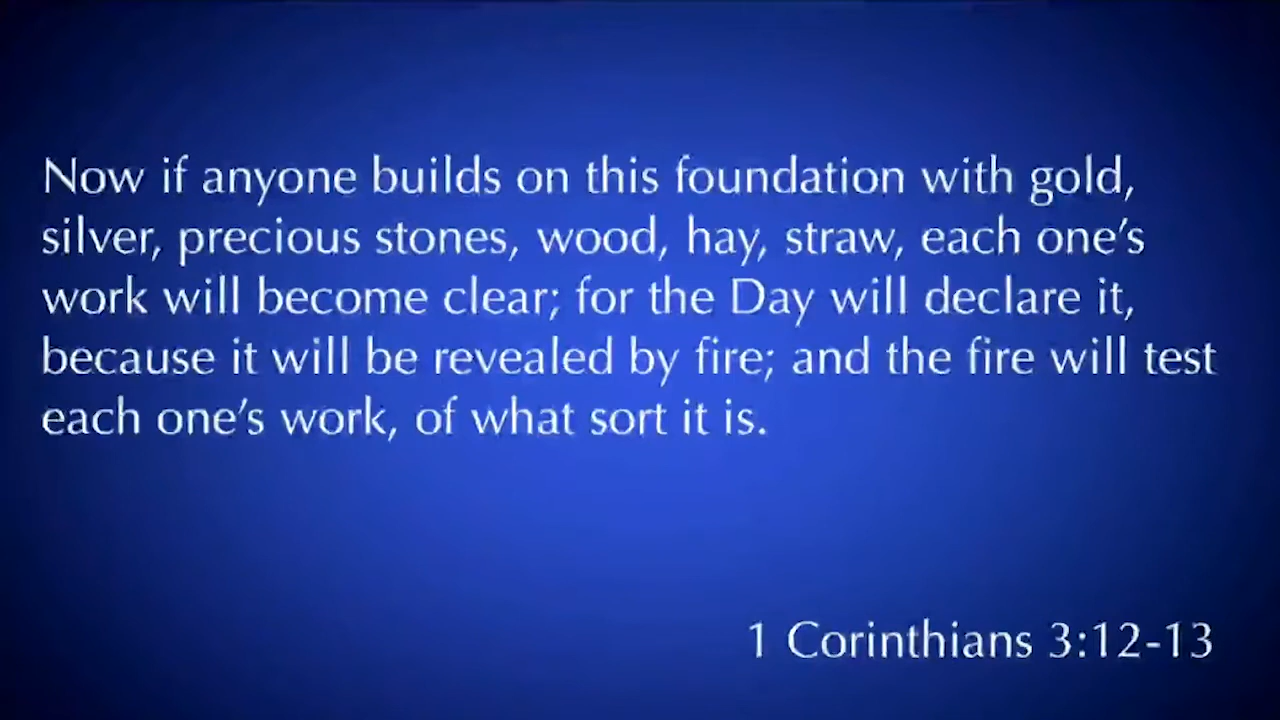 Now if anyone builds on this foundation with gold,
silver, precious stones, wood, hay, straw, each one’s
work will become clear; for the Day will declare it,
because it will be revealed by fire; and the fire will test
each one’s work, of what sort it is.
1 Corinthians 3:12-13